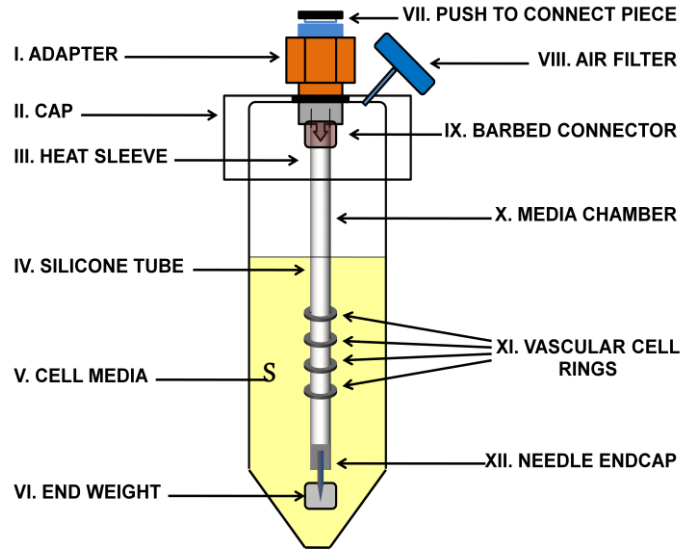 VII. PUSH TO CONNECT PIECE
I. ADAPTER
VIII. AIR FILTER
II. CAP
IX. BARBED CONNECTOR
III. HEAT SLEEVE
X. MEDIA CHAMBER
IV. SILICONE TUBE
XI. VASCULAR CELL
RINGS
V. CELL MEDIA
S
XII. NEEDLE ENDCAP
VI. END WEIGHT